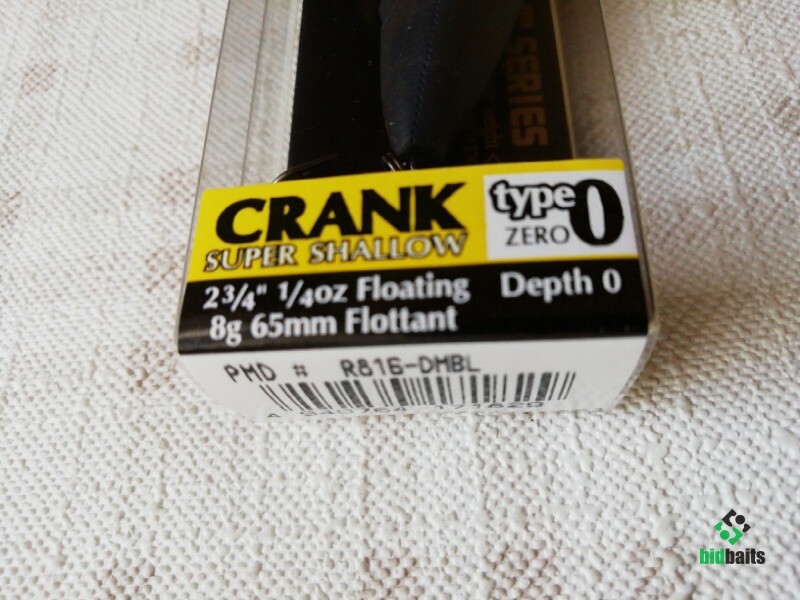 SERIES
CRANK
SUPER SHALLOW
type 0
ZERO
2 3/4" 1/4oz Floating Depth 0
8g 65mm Flottant
PMD # R816-DMBL
bidbaits